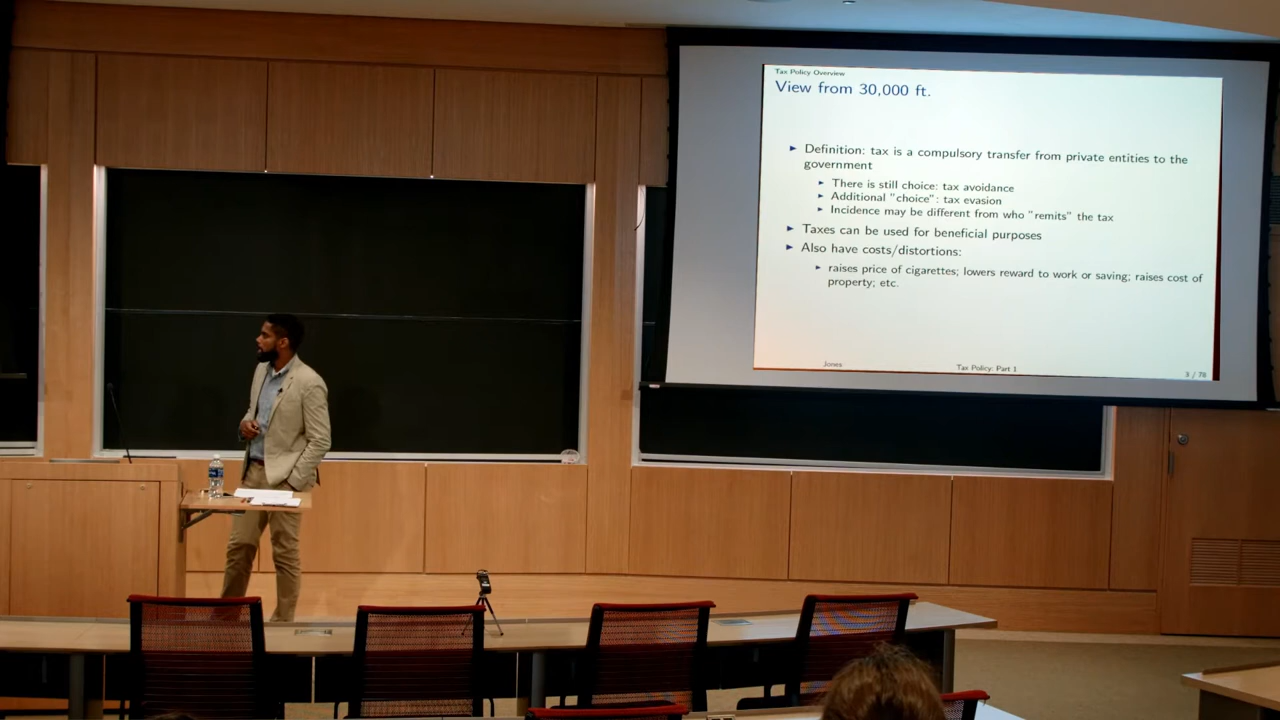 Tax Policy Overview
View from 30,000 ft.
Definition: tax is a compulsory transfer from private entities to the
government
There is still choice: tax avoidance
Additional "choice": tax evasion
Incidence may be different from who "remits" the tax
Taxes can be used for beneficial purposes
Also have costs/distortions:
raises price of cigarettes; lowers reward to work or saving; raises cost of
property; etc.
Jones
Tax Policy: Part 1
3 / 78